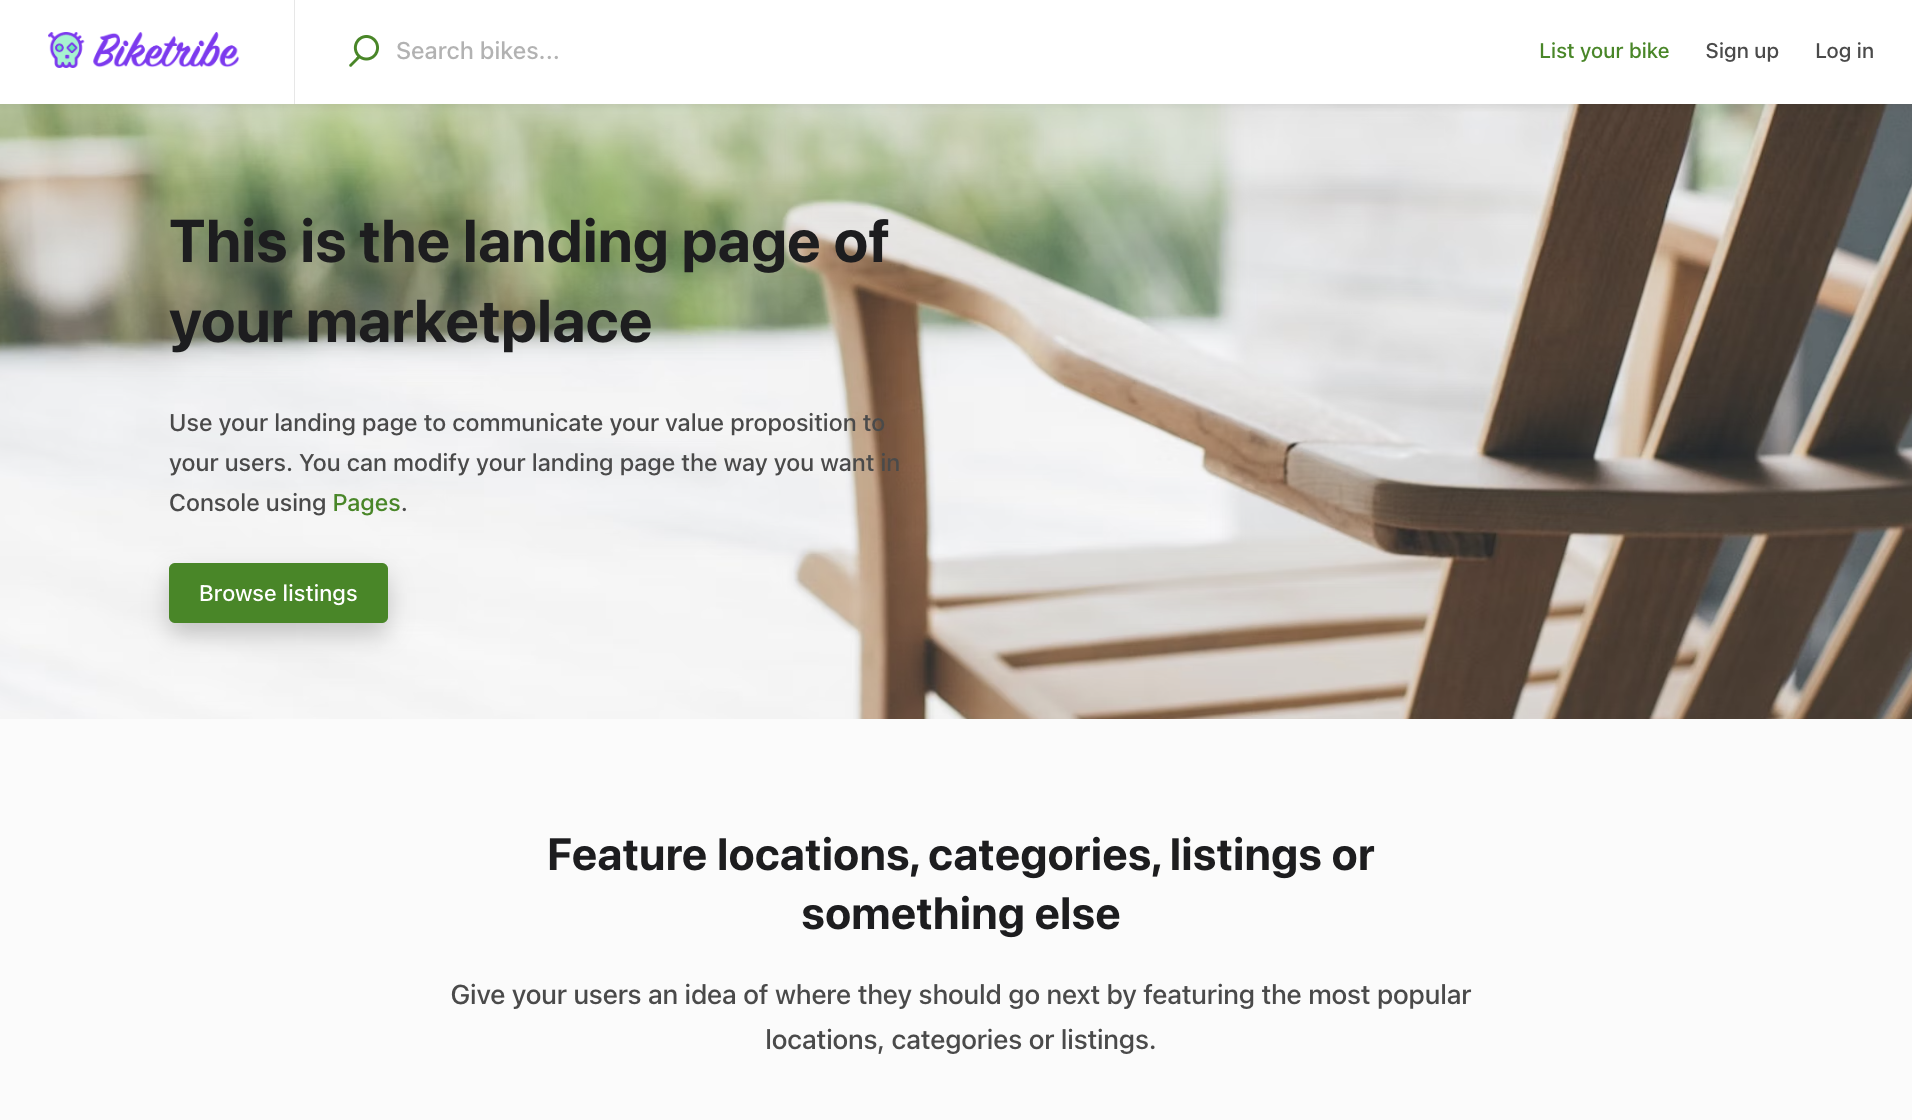 Biketribe
Search bikes...
List your bike
Sign up
Log in
This is the landing page of
your marketplace
Use your landing page to communicate your value proposition to
your users. You can modify your landing page the way you want in
Console using Pages.
Browse listings
Feature locations, categories, listings or
something else
Give your users an idea of where they should go next by featuring the most popular
locations, categories or listings.